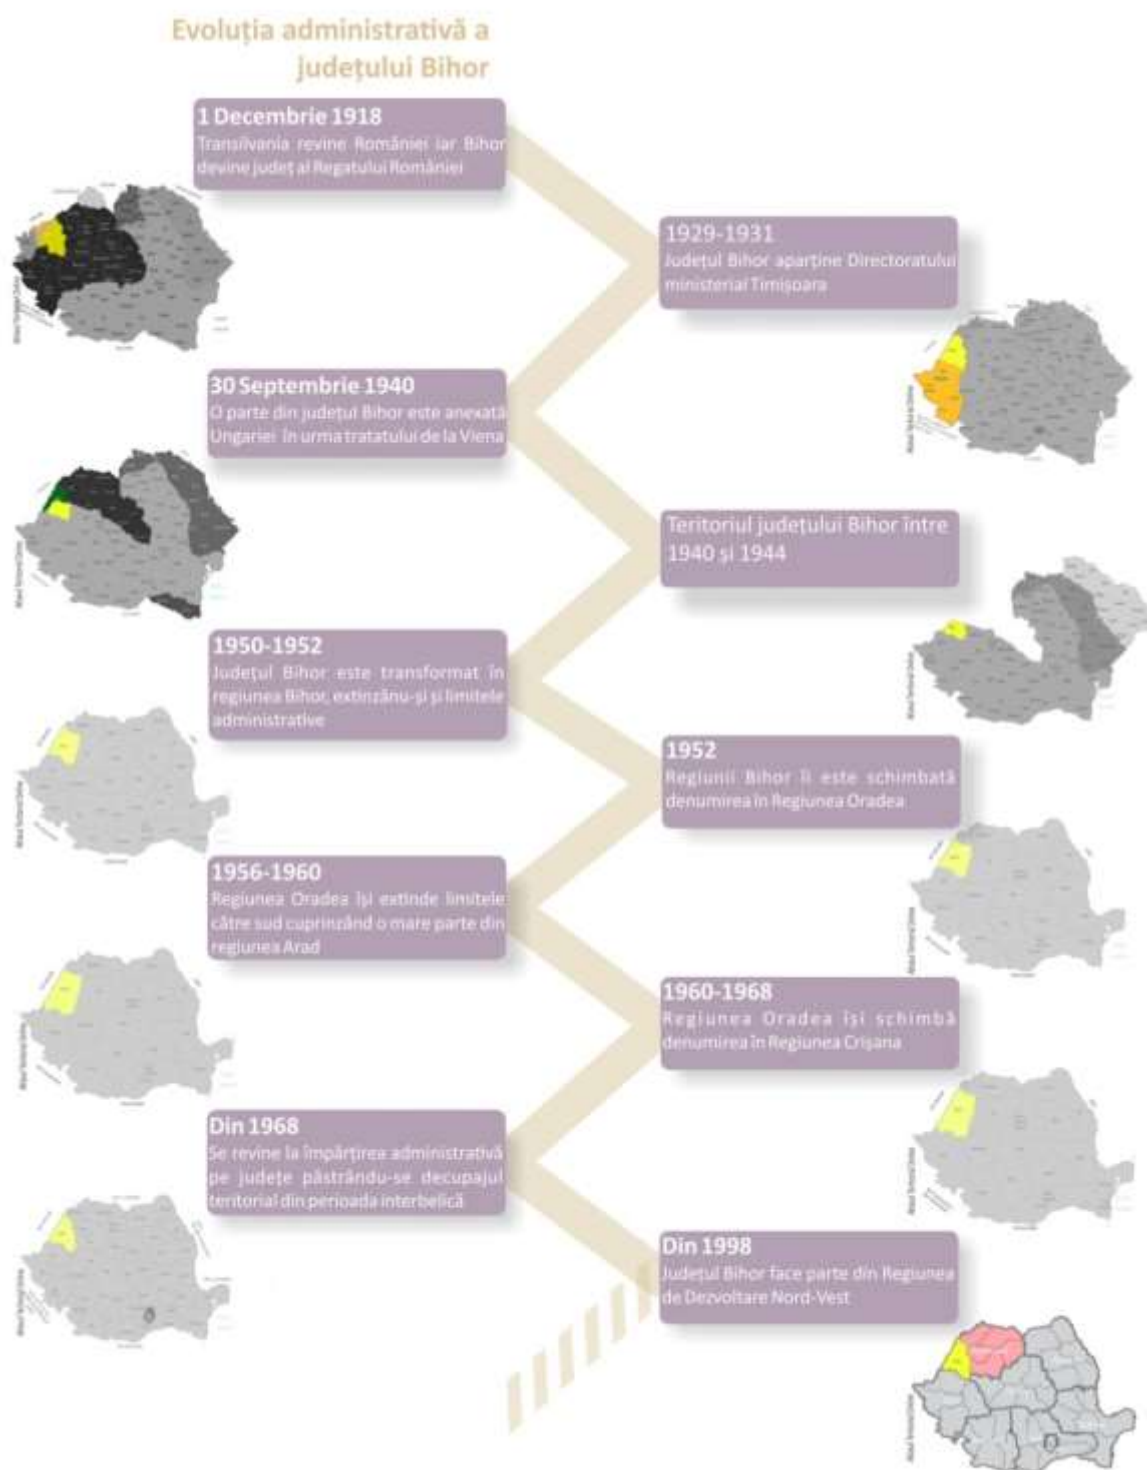 Evoluția administrativă a
județului Bihor
1 Decembrie 1918
Transilvania revine României iar Bihor
devine județ al Regatului României
1929-1931
Județul Bihor aparține Directoratului
ministerial Timișoara
30 Septembrie 1940
O parte din județul Bihor este anexată
Ungariei în urma tratatului de la Viena
Teritoriul județului Bihor între
1940 și 1944
1950-1952
Județul Bihor este transformat în
regiunea Bihor, extinzânu-și și limitele
administrative
1952
Regiunii Bihor îi este schimbată
denumirea în Regiunea Oradea
1956-1960
Regiunea Oradea își extinde limitele
către sud cuprinzând o mare parte din
regiunea Arad
1960-1968
Regiunea Oradea își schimbă
denumirea în Regiunea Crișana
Din 1968
Se revine la împărțirea administrativă
pe județe păstrându-se decupajul
teritorial din perioada interbelică
Din 1998
Județul Bihor face parte din Regiunea
de Dezvoltare Nord-Vest